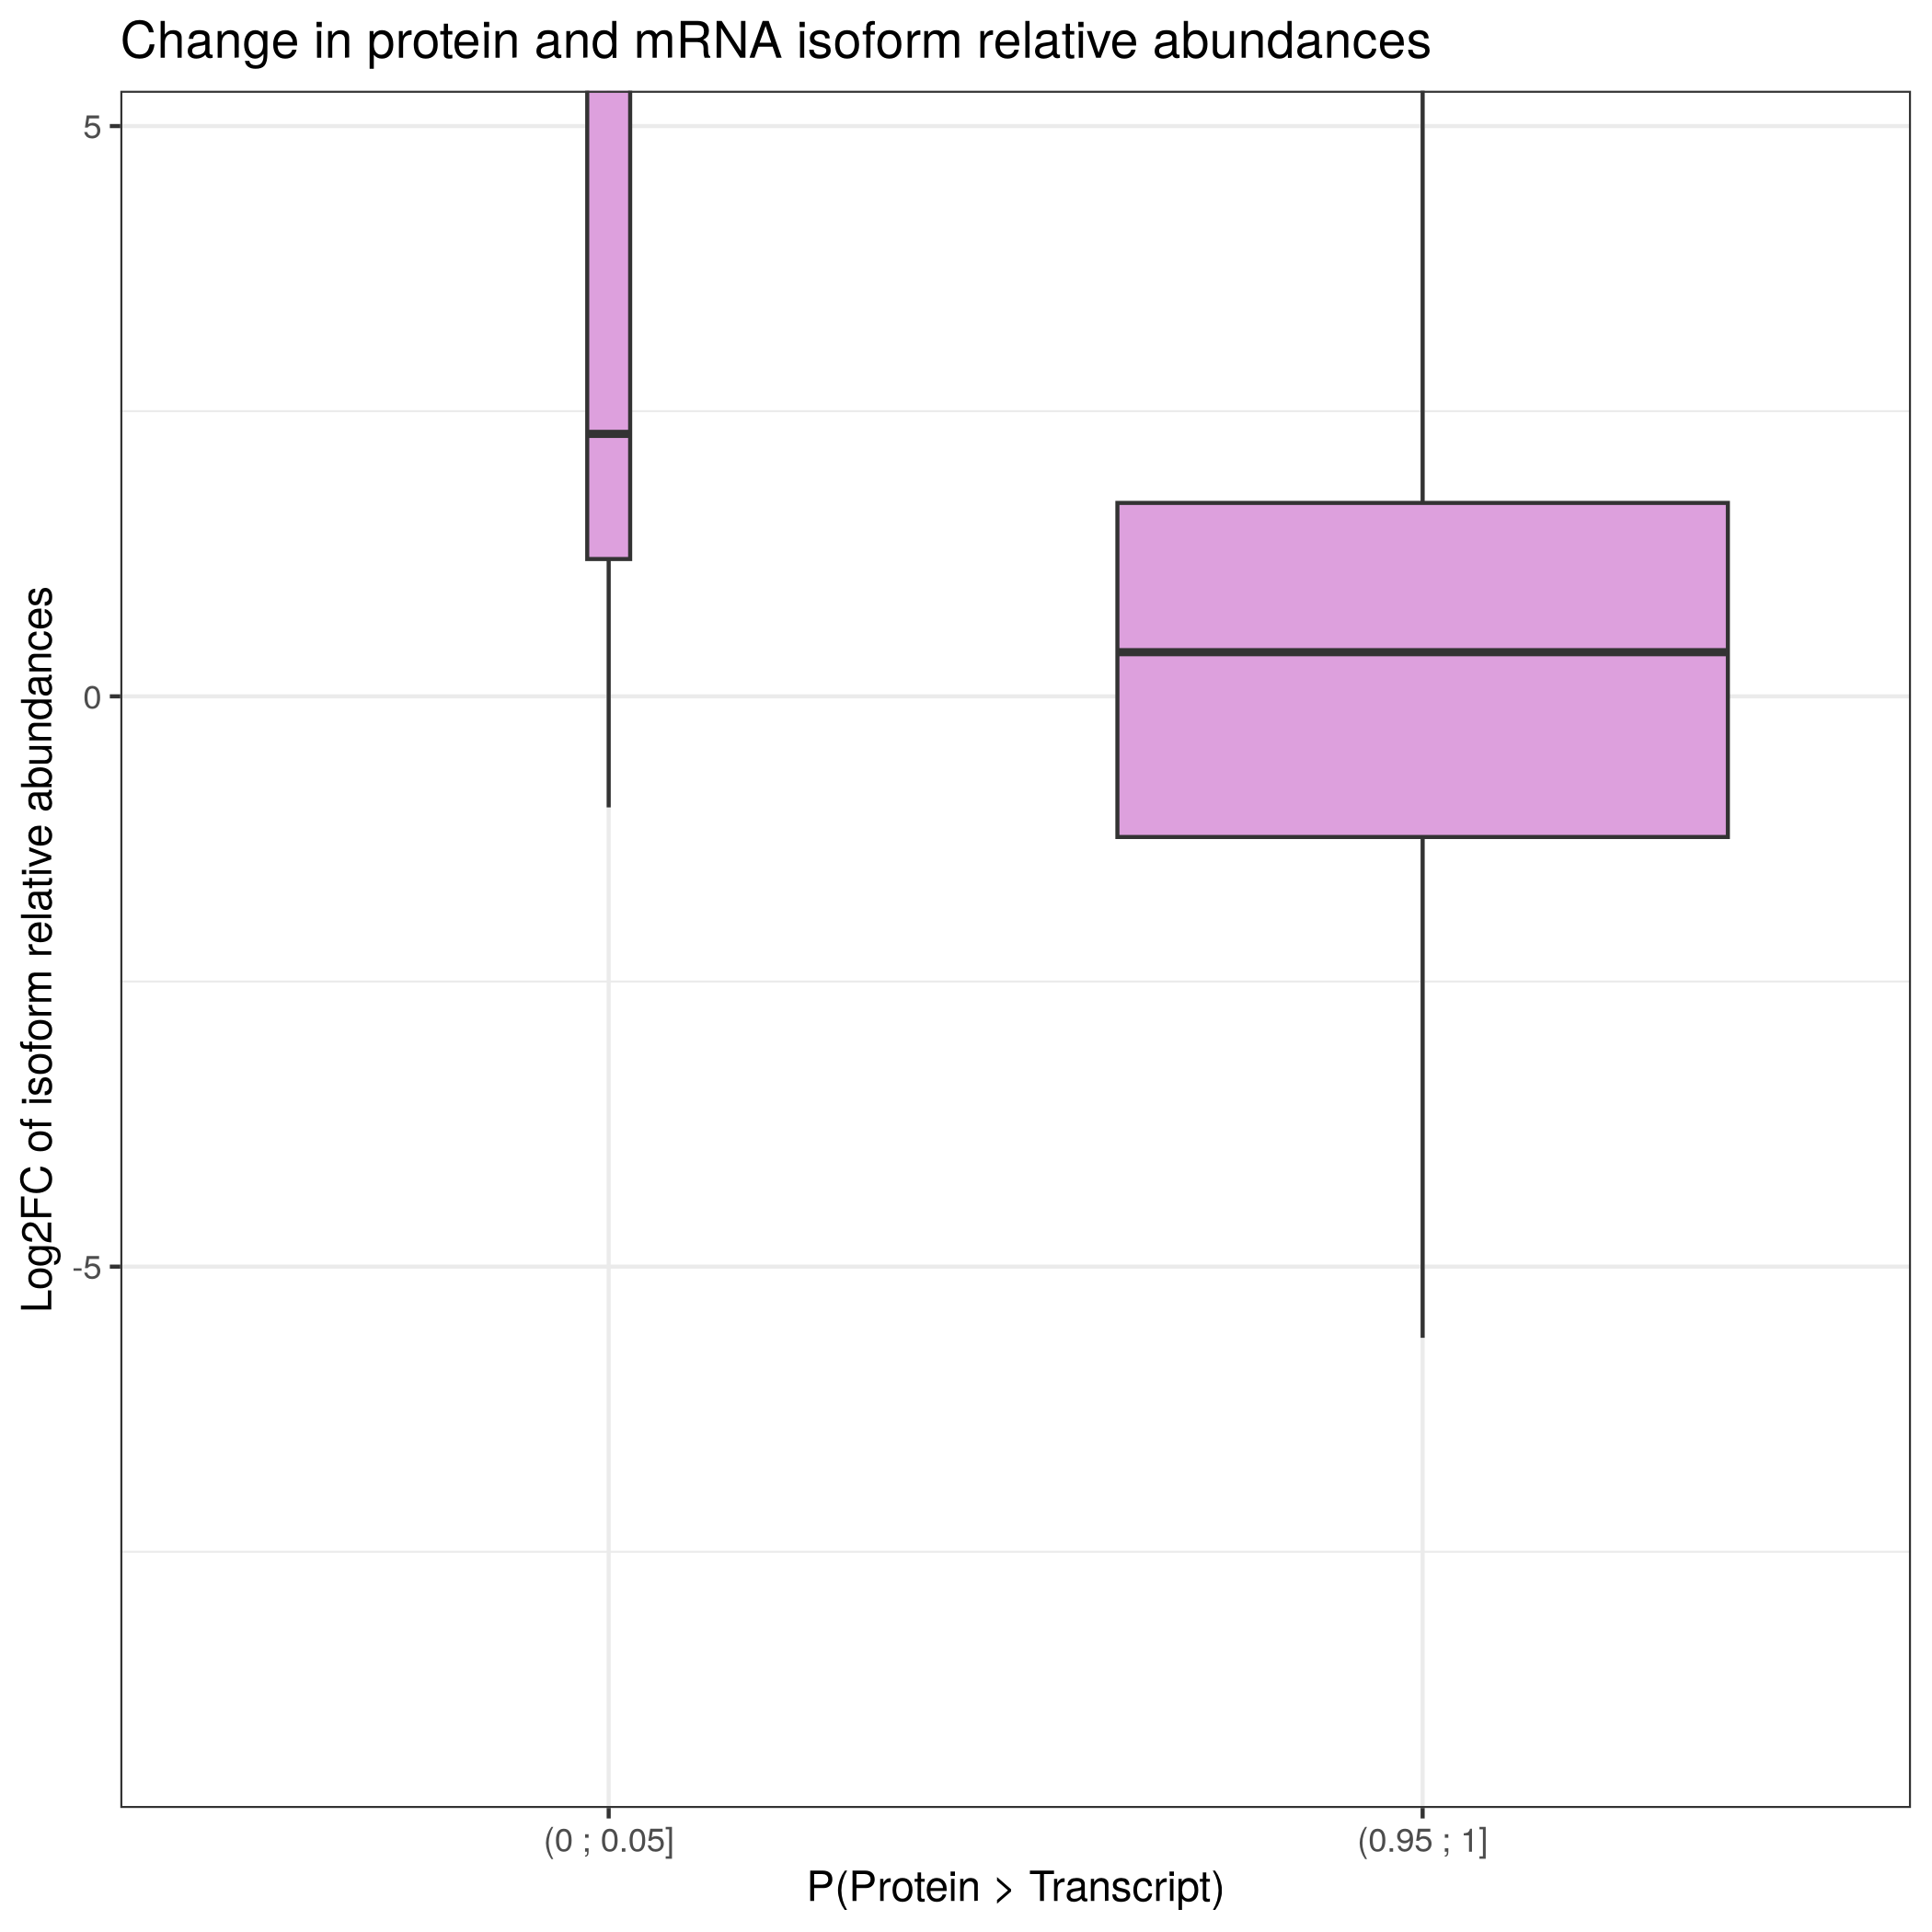 Change in protein and mRNA isoform relative abundances
Log2FC of isoform relative abundances
5
0
-5
(0 ; 0.05]
(0.95 ; 1]
P(Protein > Transcript)